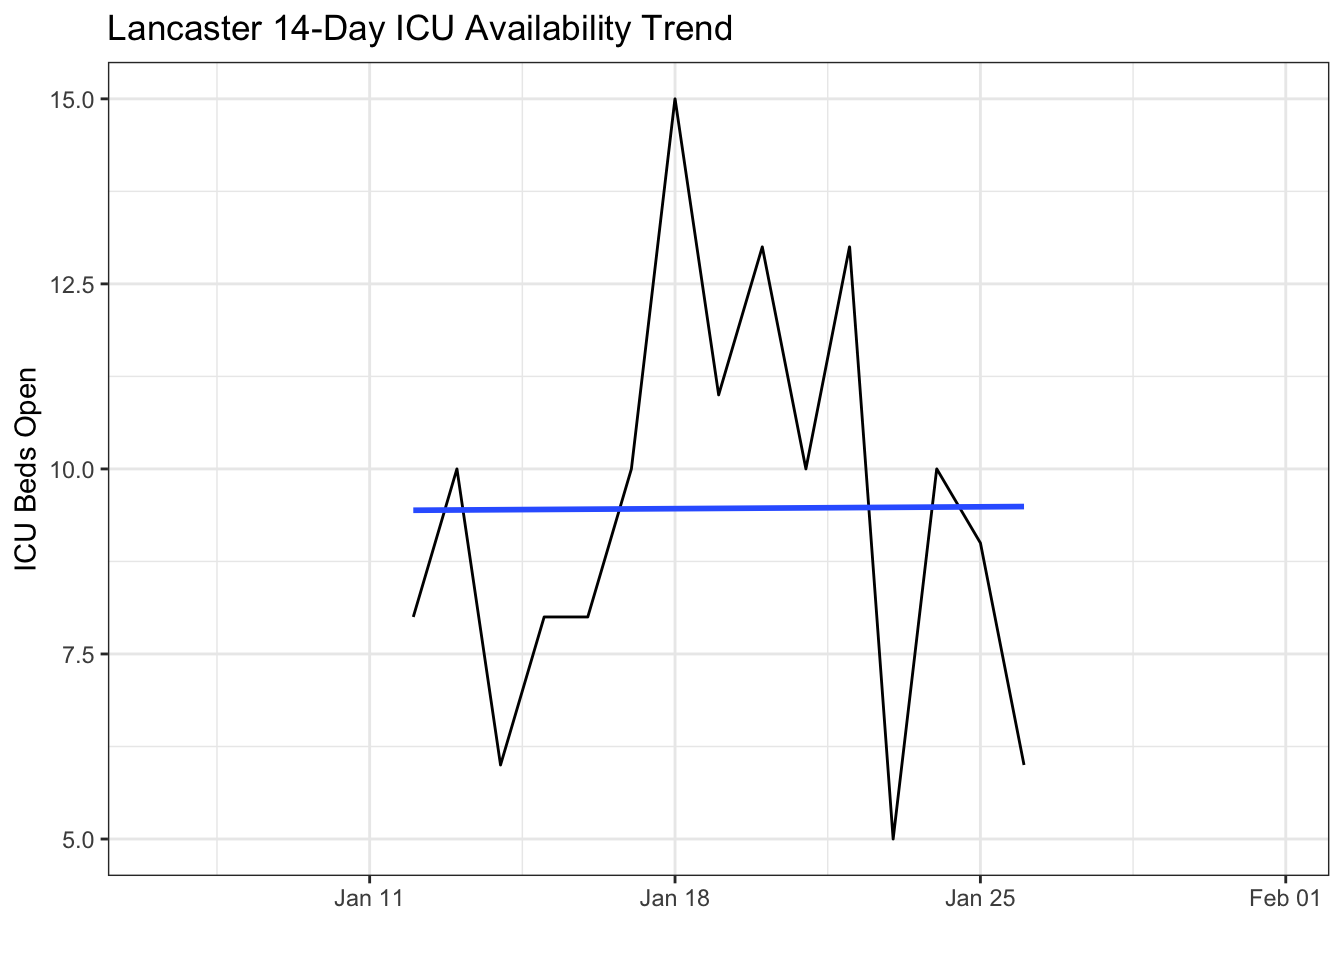 Lancaster 14-Day ICU Availability Trend
ICU Beds Open
15.0
12.5
10.0
7.5
5.0
Jan 11 Jan 18 Jan 25 Feb 01